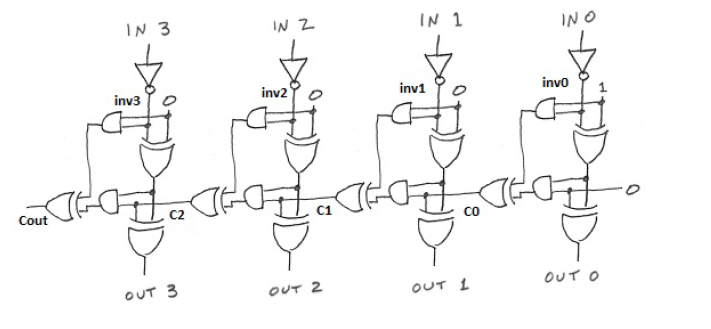 IN 3 IN 2 IN 1 IN 0
inv3 0 inv2 0 inv1 0 inv0 1
0
Cout C2 C1 C0
OUT 3 OUT 2 OUT 1 OUT 0